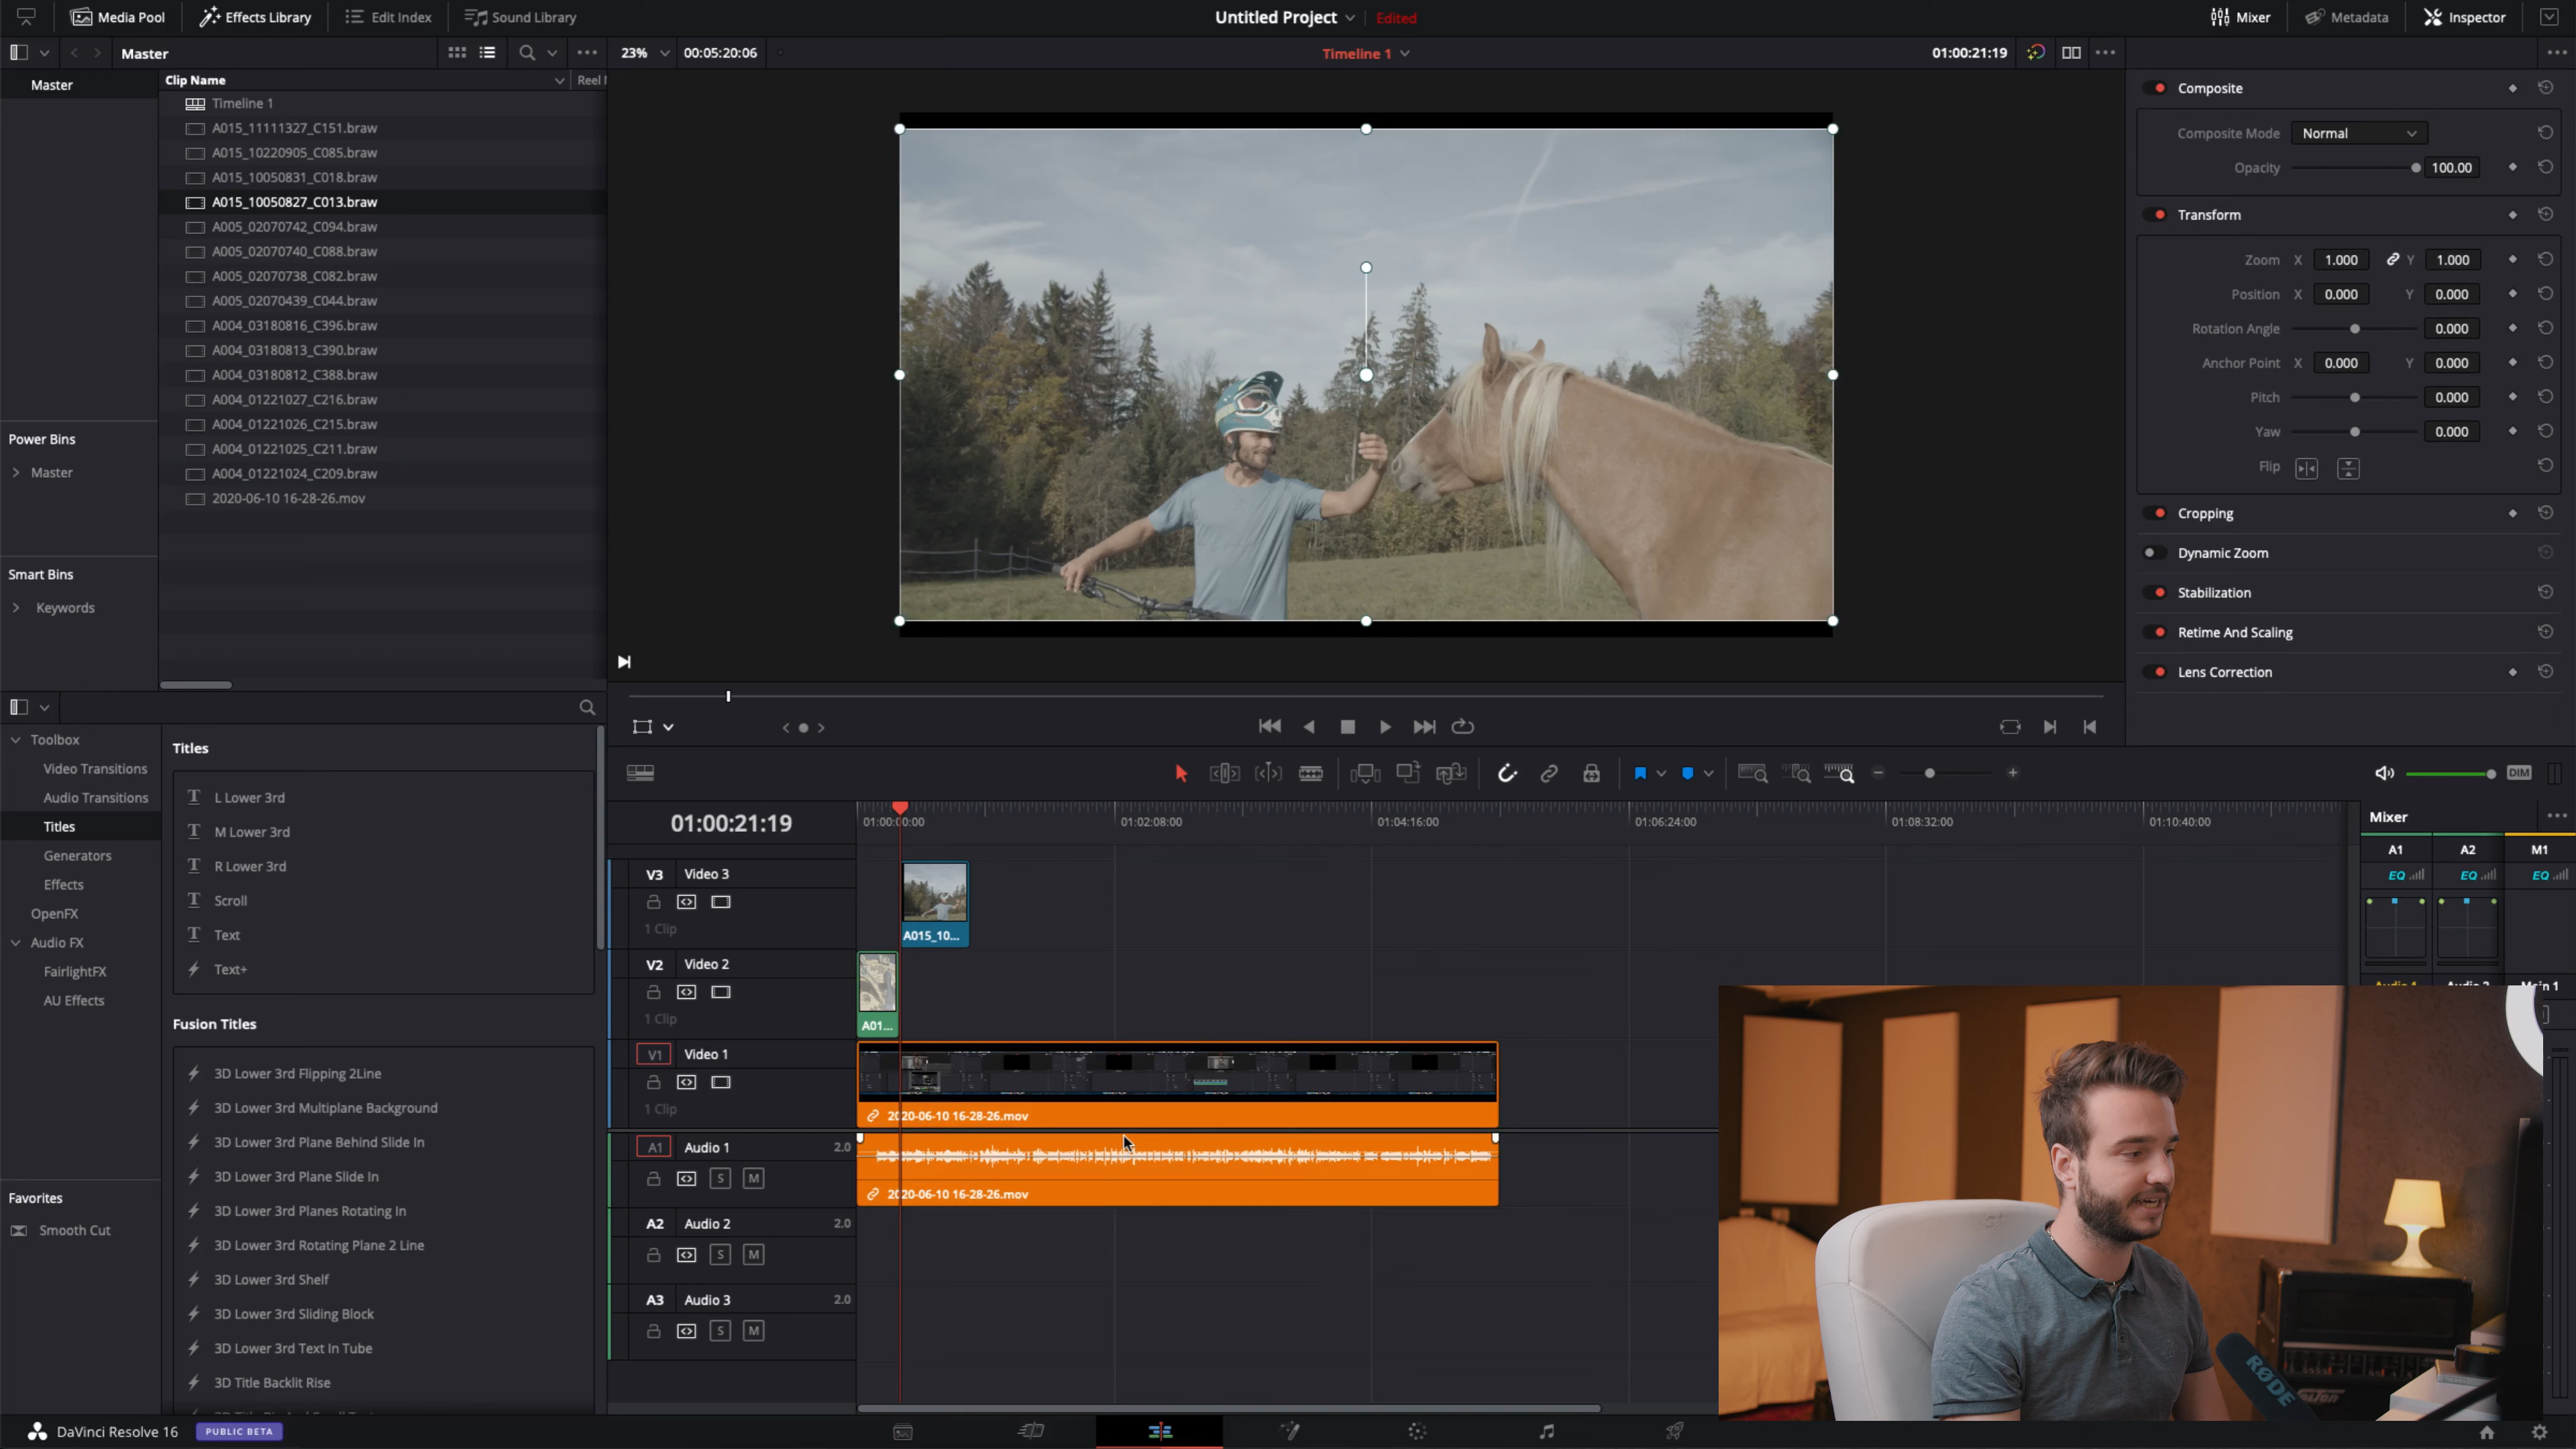 Media Pool
Effects Library
Edit Index
Sound Library
Untitled Project
Edited
Mixer
Metadata
Inspector
Master
23%
00:05:20:06
Timeline 1
01:00:21:19
Master
Clip Name
Reel
Timeline 1
A015_11111327_C151.braw
A015_10220905_C085.braw
A015_10050831_C018.braw
A015_10050827_C013.braw
A005_02070742_C094.braw
A005_02070740_C088.braw
A005_02070738_C082.braw
A005_02070439_C044.braw
A004_03180816_C396.braw
A004_03180813_C390.braw
A004_03180812_C388.braw
A004_01221027_C216.braw
A004_01221026_C215.braw
A004_01221025_C211.braw
A004_01221024_C209.braw
2020-06-10 16-28-26.mov
Power Bins
Master
Smart Bins
Keywords
Composite
Composite Mode Normal
Opacity 100.00
Transform
Zoom X 1.000 Y 1.000
Position X 0.000 Y 0.000
Rotation Angle 0.000
Anchor Point X 0.000 Y 0.000
Pitch 0.000
Yaw 0.000
Flip
Cropping
Dynamic Zoom
Stabilization
Retime And Scaling
Lens Correction
Toolbox
Video Transitions
Audio Transitions
Titles
Generators
Effects
OpenFX
Audio FX
FairlightFX
AU Effects
Favorites
Smooth Cut
Titles
L Lower 3rd
M Lower 3rd
R Lower 3rd
Scroll
Text
Text+
Fusion Titles
3D Lower 3rd Flipping 2Line
3D Lower 3rd Multiplane Background
3D Lower 3rd Plane Behind Slide In
3D Lower 3rd Plane Slide In
3D Lower 3rd Planes Rotating In
3D Lower 3rd Rotating Plane 2 Line
3D Lower 3rd Shelf
3D Lower 3rd Sliding Block
3D Lower 3rd Text In Tube
3D Title Backlit Rise
DIM
01:00:21:19
01:00:00:00
01:02:08:00
01:04:16:00
01:06:24:00
01:08:32:00
01:10:40:00
V3 Video 3
1 Clip
A015_10...
V2 Video 2
1 Clip
A01...
V1 Video 1
1 Clip
2020-06-10 16-28-26.mov
A1 Audio 1 2.0
S M
2020-06-10 16-28-26.mov
A2 Audio 2 2.0
S M
A3 Audio 3 2.0
S M
Mixer
A1 A2 M1
EQ EQ EQ
RØDE
DaVinci Resolve 16
PUBLIC BETA